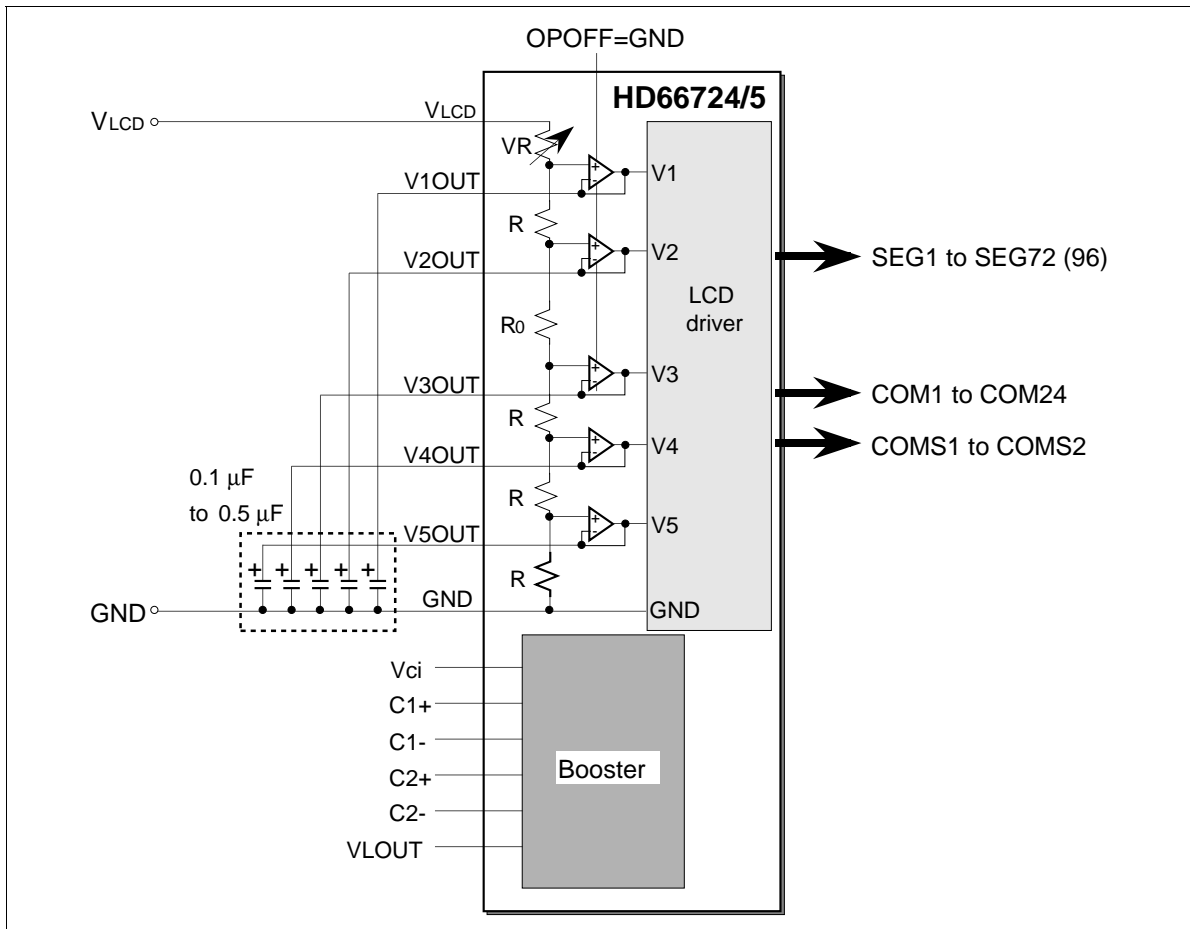 OPOFF=GND
HD66724/5
VLCD
VLCD
VR
V1OUT
V1
R
V2OUT
V2
SEG1 to SEG72 (96)
LCD
driver
R0
V3OUT
V3
COM1 to COM24
R
V4OUT
V4
COMS1 to COMS2
0.1 µF
to 0.5 µF
R
V5OUT
V5
+ + + + +
R
GND
GND
GND
Vci
C1+
C1-
C2+
C2-
VLOUT
Booster
+
-
+
-
+
-
+
-
+
-